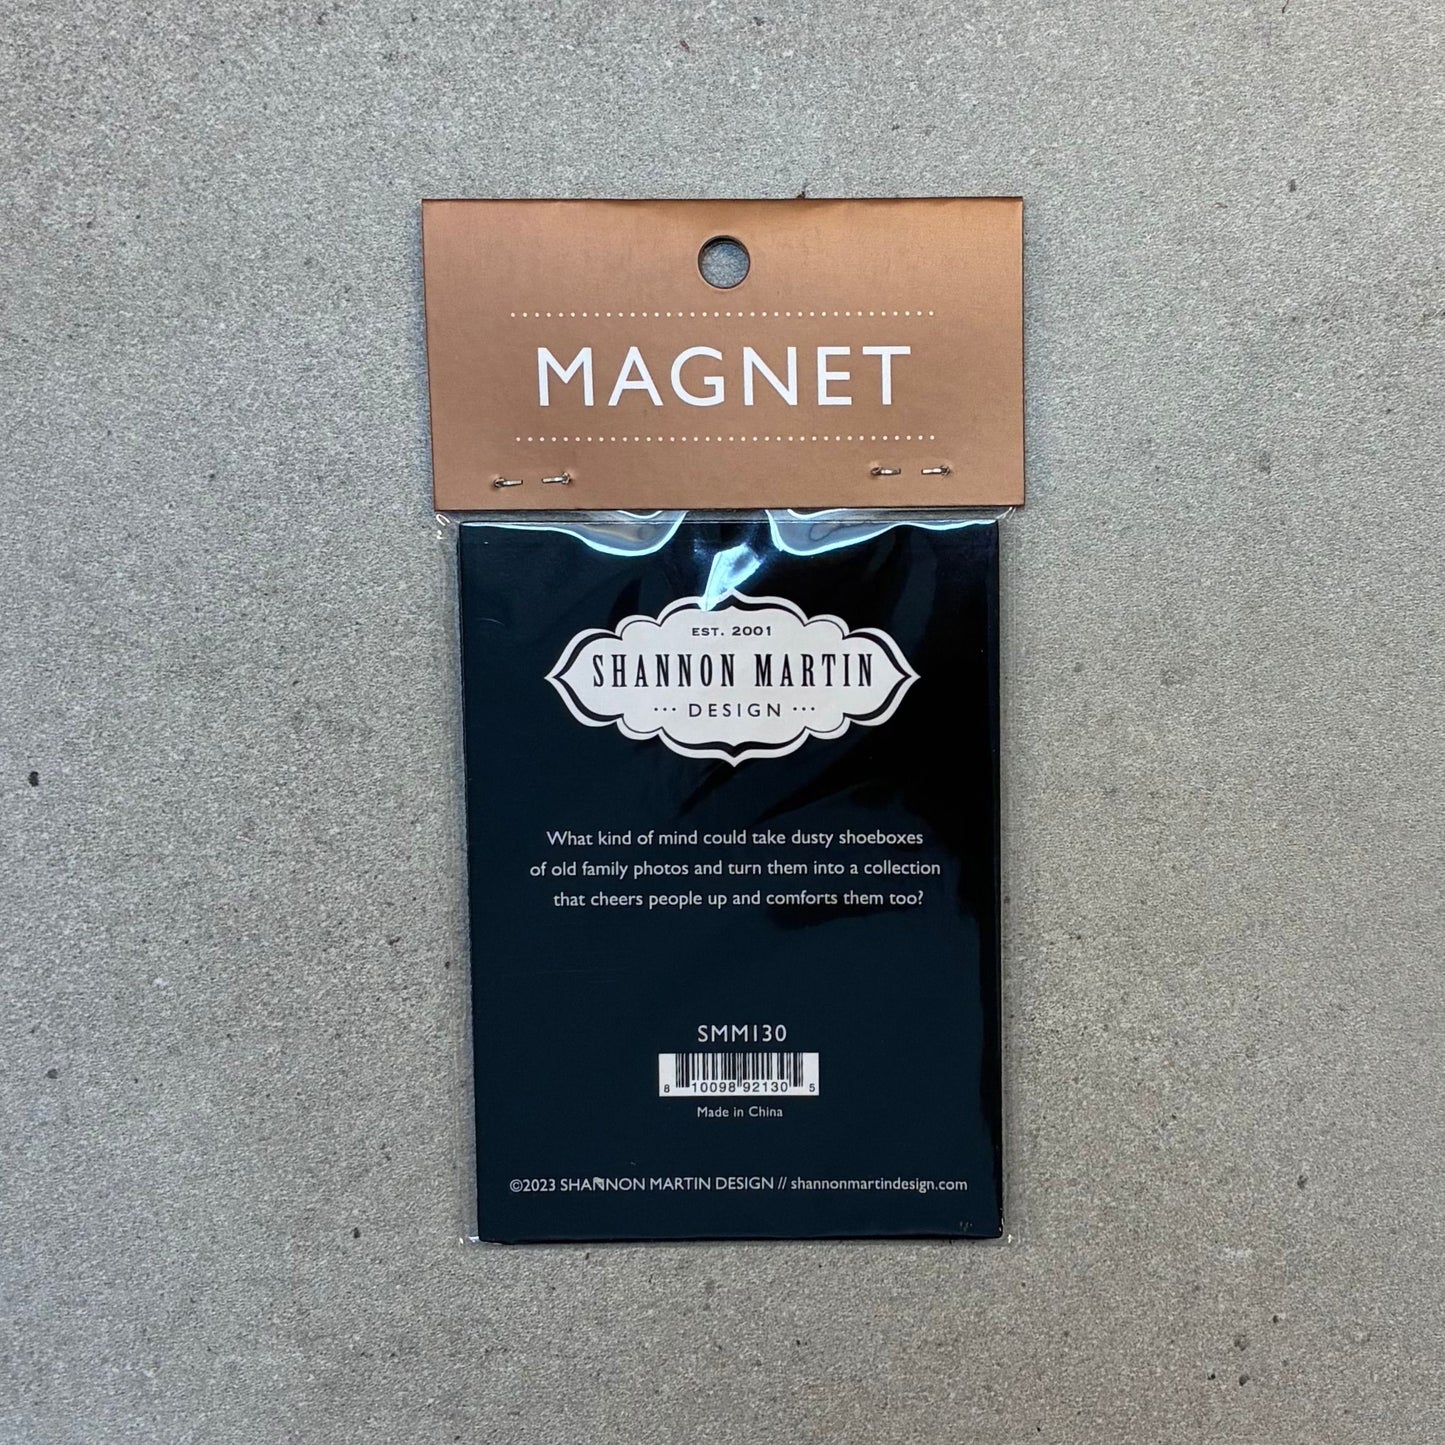 MAGNET
EST. 2001
SHANNON MARTIN
··· DESIGN ···
What kind of mind could take dusty shoeboxes
of old family photos and turn them into a collection
that cheers people up and comforts them too?
SMM130
8 10098 92130 5
Made in China
©2023 SHANNON MARTIN DESIGN // shannonmartindesign.com